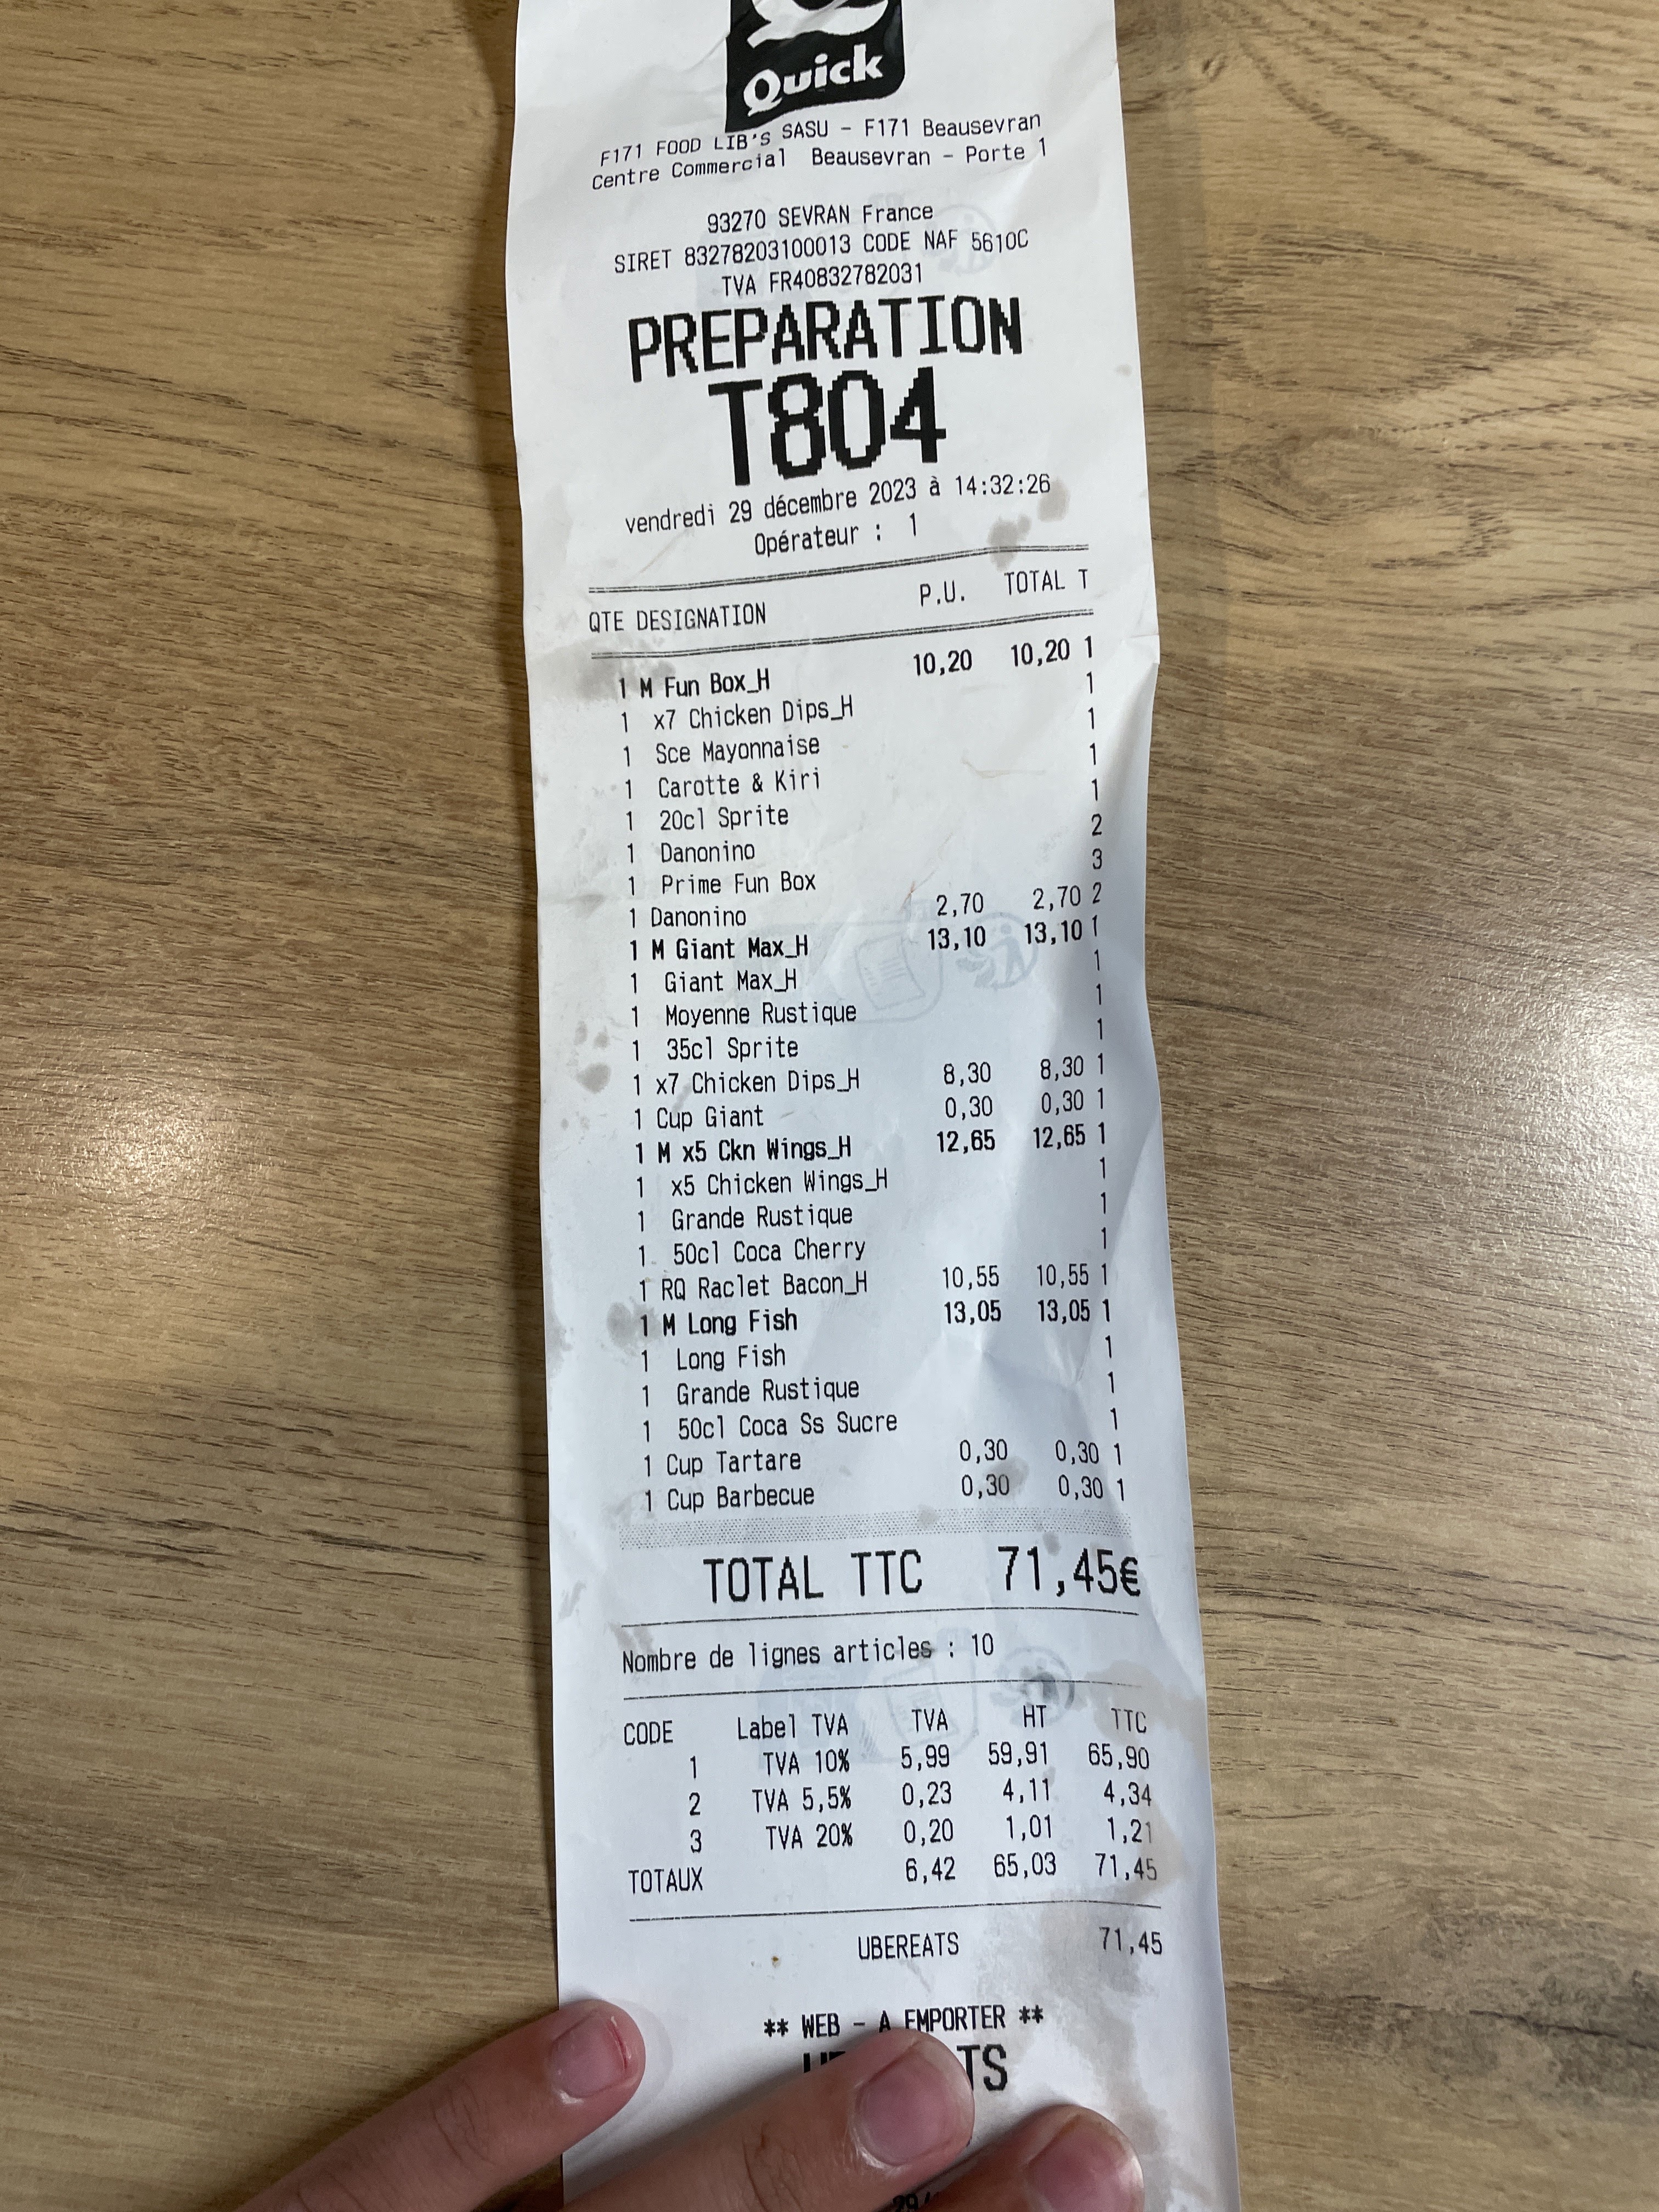 Quick
F171 FOOD LIB'S SASU - F171 Beausevran
Centre Commercial Beausevran - Porte 1
93270 SEVRAN France
SIRET 83278203100013 CODE NAF 5610C
TVA FR40832782031
PREPARATION
T804
vendredi 29 décembre 2023 à 14:32:26
Opérateur : 1
QTE DESIGNATION P.U. TOTAL T
1 M Fun Box_H 10,20 10,20 1
1 x7 Chicken Dips_H 1
1 Sce Mayonnaise 1
1 Carotte & Kiri 1
1 20cl Sprite 1
1 Danonino 2
1 Prime Fun Box 3
1 Danonino 2,70 2,70 2
1 M Giant Max_H 13,10 13,10 1
1 Giant Max_H 1
1 Moyenne Rustique 1
1 35cl Sprite 1
1 x7 Chicken Dips_H 8,30 8,30 1
1 Cup Giant 0,30 0,30 1
1 M x5 Ckn Wings_H 12,65 12,65 1
1 x5 Chicken Wings_H 1
1 Grande Rustique 1
1 50cl Coca Cherry 1
1 RQ Raclet Bacon_H 10,55 10,55 1
1 M Long Fish 13,05 13,05 1
1 Long Fish 1
1 Grande Rustique 1
1 50cl Coca Ss Sucre 1
1 Cup Tartare 0,30 0,30 1
1 Cup Barbecue 0,30 0,30 1
TOTAL TTC 71,45€
Nombre de lignes articles : 10
CODE Label TVA TVA HT TTC
1 TVA 10% 5,99 59,91 65,90
2 TVA 5,5% 0,23 4,11 4,34
3 TVA 20% 0,20 1,01 1,21
TOTAUX 6,42 65,03 71,45
UBEREATS 71,45
** WEB - A EMPORTER **